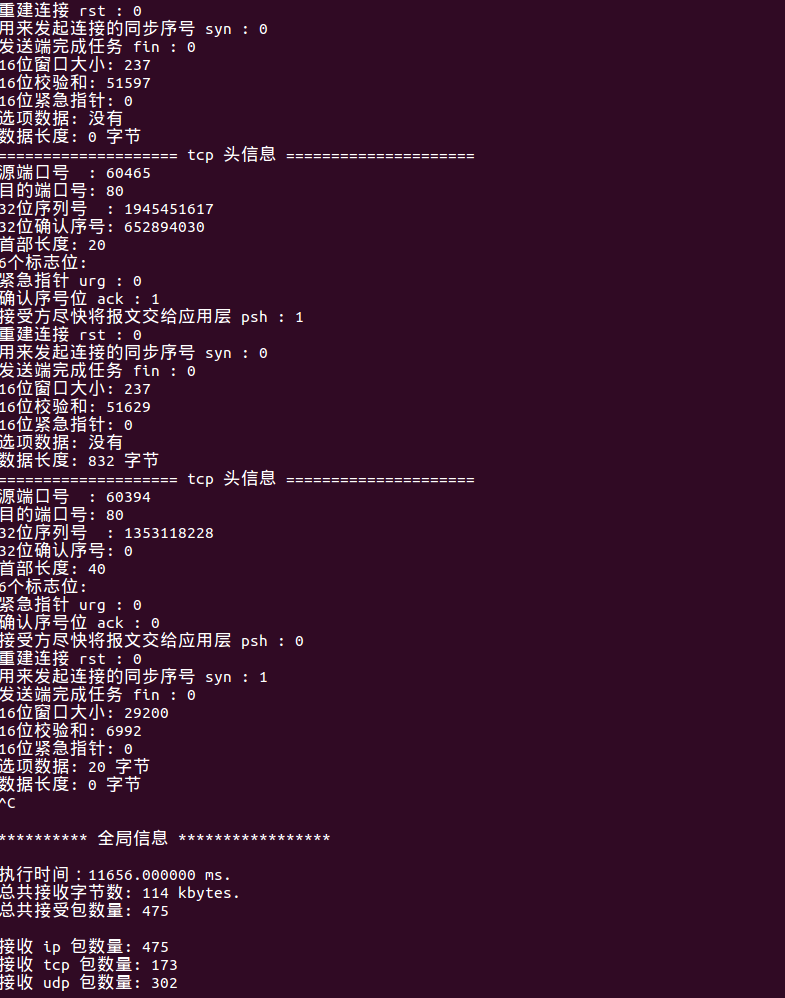 重建连接 rst : 0
用来发起连接的同步序号 syn : 0
发送端完成任务 fin : 0
16位窗口大小: 237
16位校验和: 51597
16位紧急指针: 0
选项数据: 没有
数据长度: 0 字节
==================== tcp 头信息 =====================
源端口号  : 60465
目的端口号: 80
32位序列号  : 1945451617
32位确认序号: 652894030
首部长度: 20
6个标志位:
紧急指针 urg : 0
确认序号位 ack : 1
接受方尽快将报文交给应用层 psh : 1
重建连接 rst : 0
用来发起连接的同步序号 syn : 0
发送端完成任务 fin : 0
16位窗口大小: 237
16位校验和: 51629
16位紧急指针: 0
选项数据: 没有
数据长度: 832 字节
==================== tcp 头信息 =====================
源端口号  : 60394
目的端口号: 80
32位序列号  : 1353118228
32位确认序号: 0
首部长度: 40
6个标志位:
紧急指针 urg : 0
确认序号位 ack : 0
接受方尽快将报文交给应用层 psh : 0
重建连接 rst : 0
用来发起连接的同步序号 syn : 1
发送端完成任务 fin : 0
16位窗口大小: 29200
16位校验和: 6992
16位紧急指针: 0
选项数据: 20 字节
数据长度: 0 字节
^C
********** 全局信息 *****************
执行时间：11656.000000 ms.
总共接收字节数: 114 kbytes.
总共接受包数量: 475
接收 ip 包数量: 475
接收 tcp 包数量: 173
接收 udp 包数量: 302